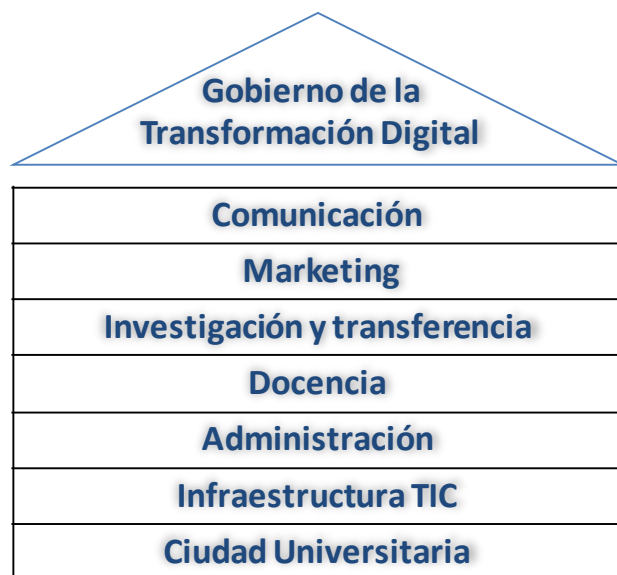 Gobierno de la
Transformación Digital
Comunicación
Marketing
Investigación y transferencia
Docencia
Administración
Infraestructura TIC
Ciudad Universitaria